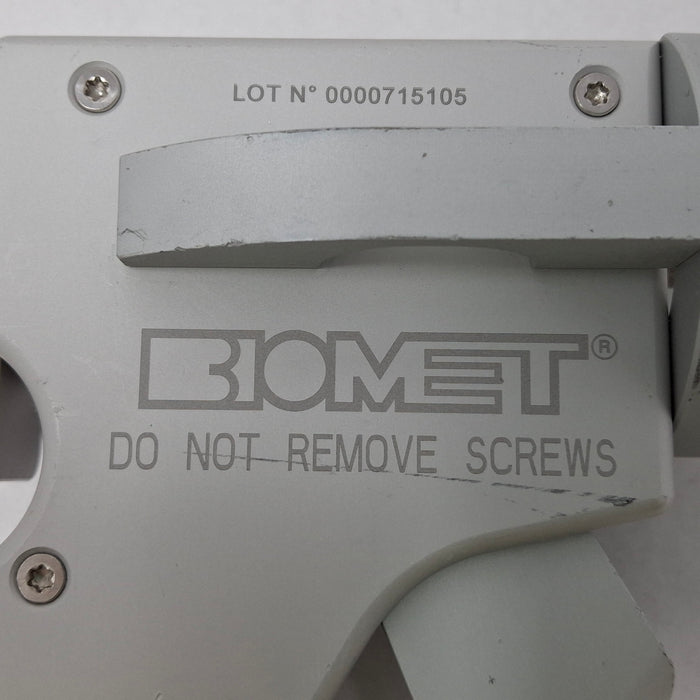 LOT N° 0000715105
BIOMET®
DO NOT REMOVE SCREWS